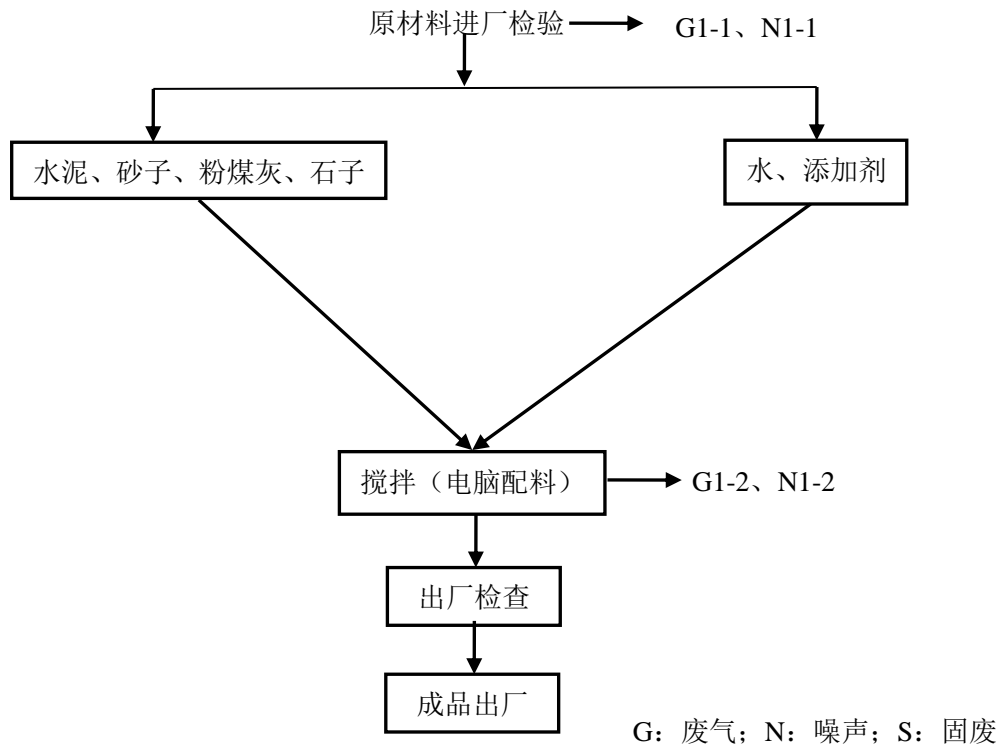 原材料进厂检验
G1-1、N1-1
水泥、砂子、粉煤灰、石子
水、添加剂
搅拌（电脑配料）
G1-2、N1-2
出厂检查
成品出厂
G：废气；N：噪声；S：固废